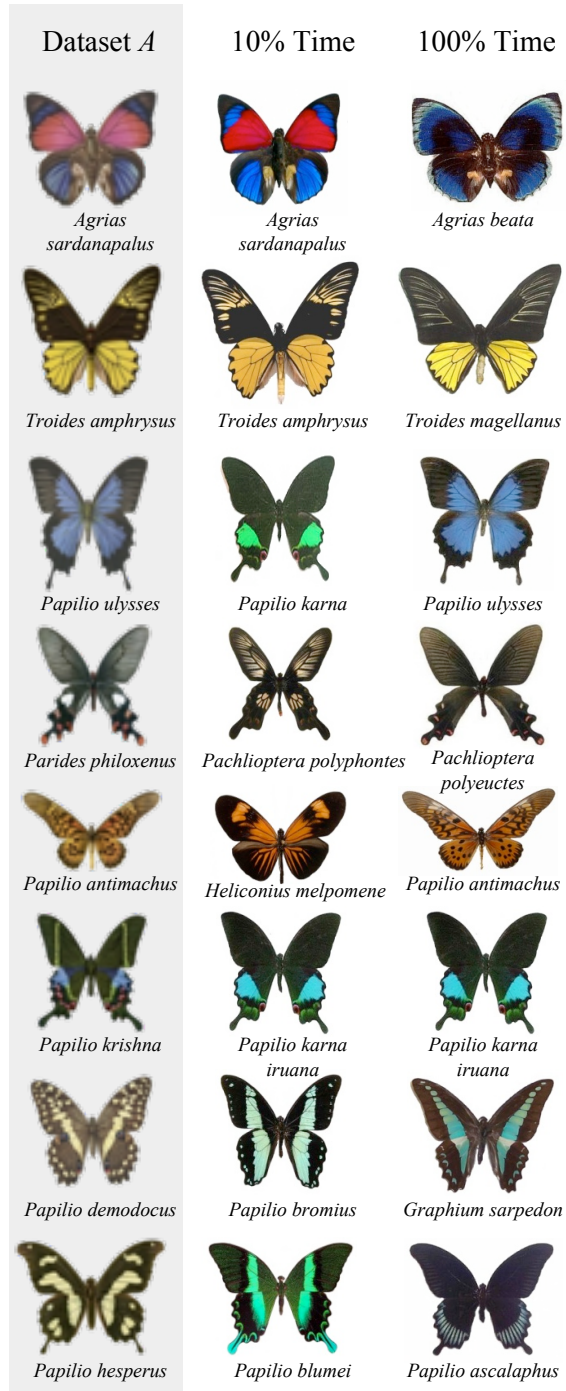 Dataset A 10% Time 100% Time
Agrias sardanapalus
Agrias sardanapalus
Agrias beata
Troides amphrysus
Troides amphrysus
Troides magellanus
Papilio ulysses
Papilio karna
Papilio ulysses
Parides philoxenus
Pachlioptera polyphontes
Pachlioptera polyeuctes
Papilio antimachus
Heliconius melpomene
Papilio antimachus
Papilio krishna
Papilio karna iruana
Papilio karna iruana
Papilio demodocus
Papilio bromius
Graphium sarpedon
Papilio hesperus
Papilio blumei
Papilio ascalaphus